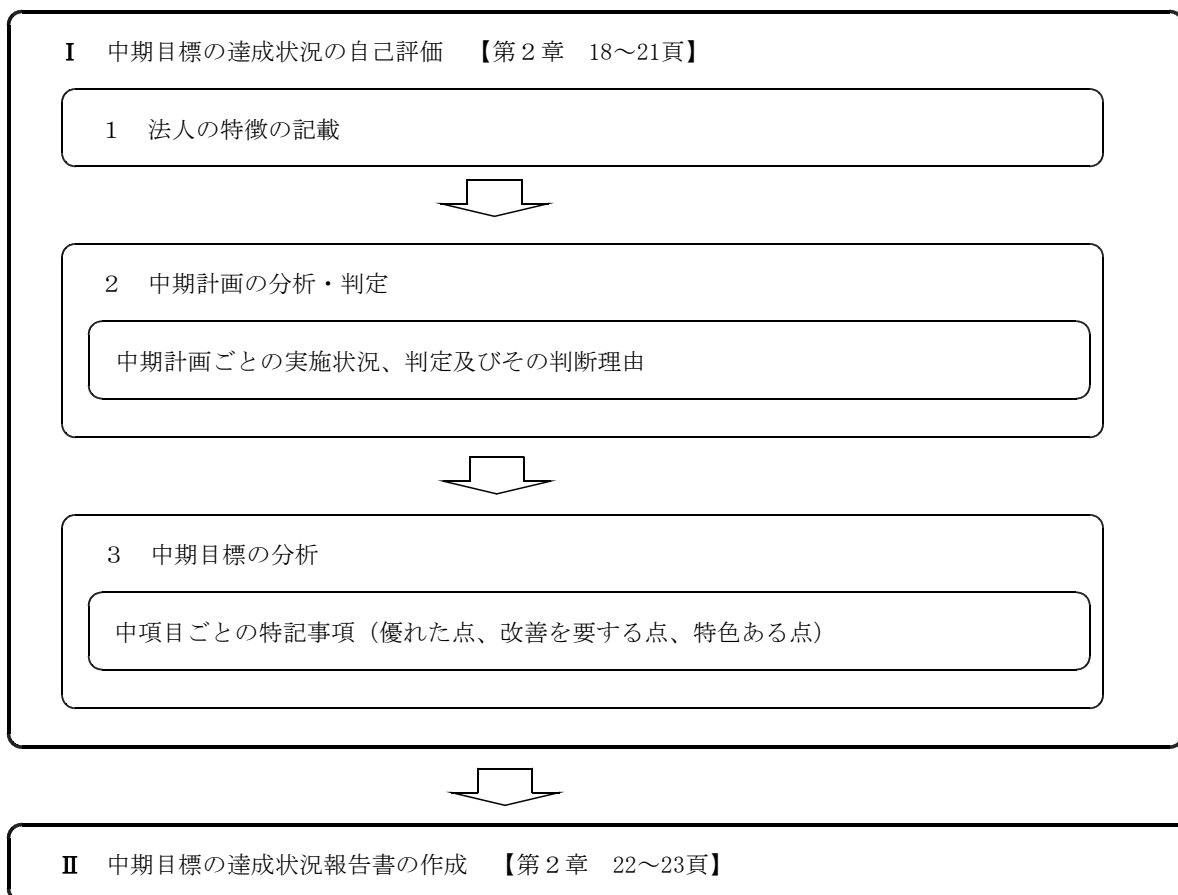 Ⅰ　中期目標の達成状況の自己評価　【第２章　18～21頁】
１　法人の特徴の記載
２　中期計画の分析・判定
中期計画ごとの実施状況、判定及びその判断理由
３　中期目標の分析
中項目ごとの特記事項（優れた点、改善を要する点、特色ある点）
Ⅱ　中期目標の達成状況報告書の作成　【第２章　22～23頁】